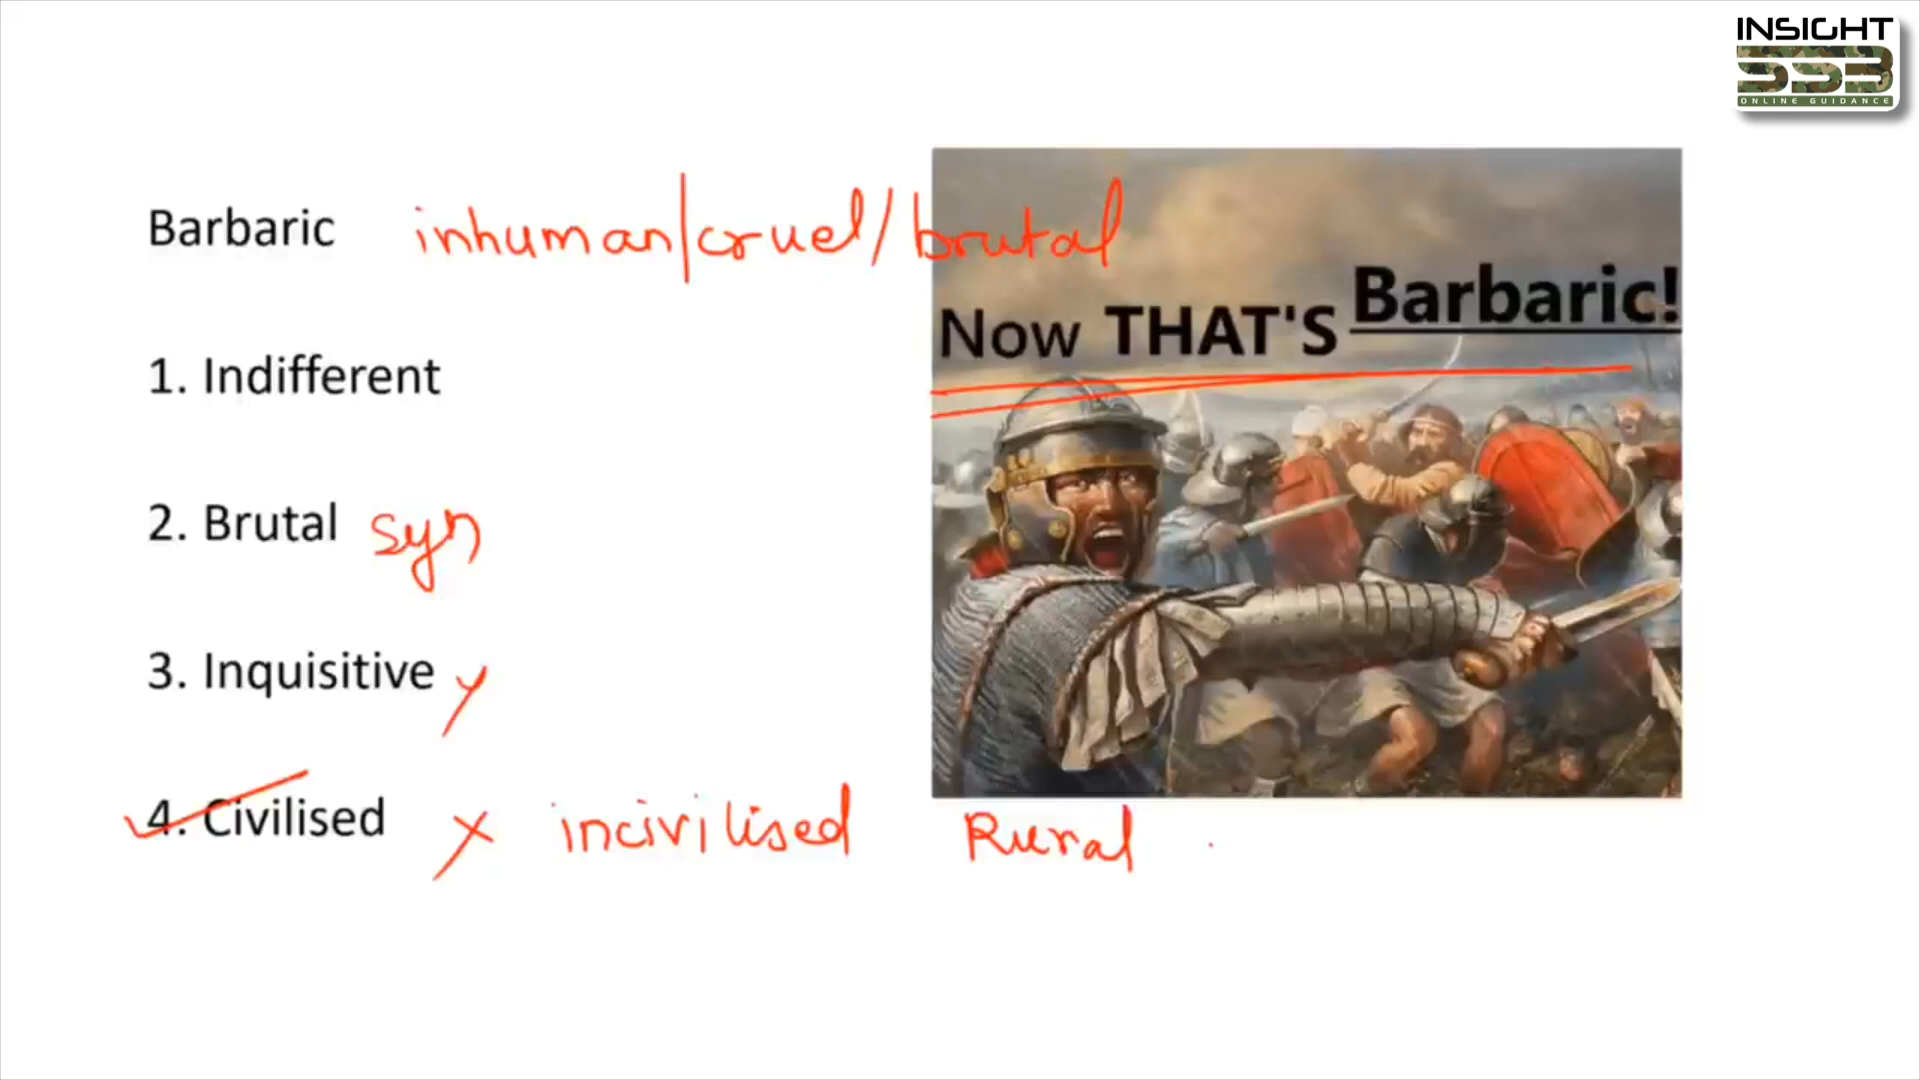 INSIGHT
SSB
ONLINE GUIDANCE
Barbaric inhuman/cruel/brutal
Now THAT'S Barbaric!
1. Indifferent
2. Brutal syn
3. Inquisitive
4. Civilised x incivilised Rural